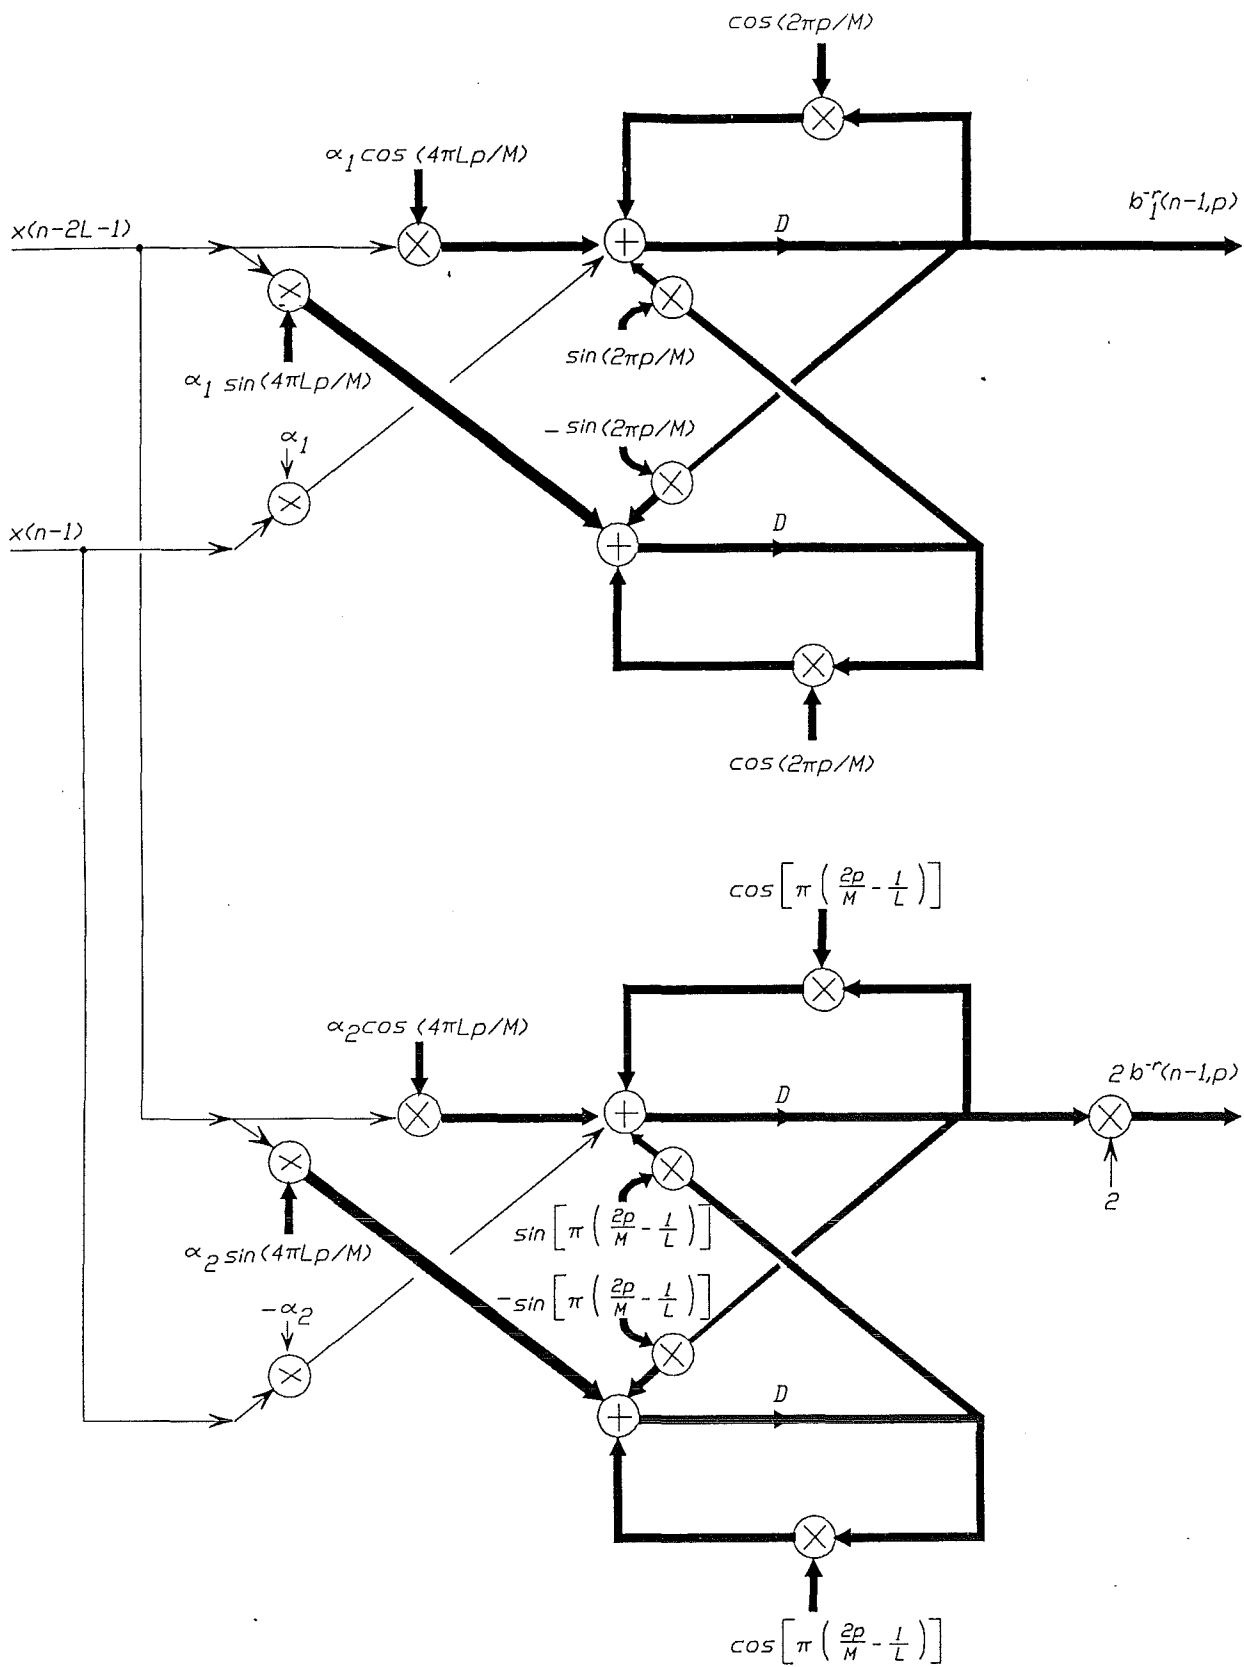 cos(2πp/M)
α1 cos (4πLp/M)
x(n-2L-1)
D
b⁻ʳ1(n-1,p)
sin(2πp/M)
α1 sin(4πLp/M)
-sin(2πp/M)
α1
x(n-1)
D
cos(2πp/M)
cos[π(2p/M - 1/L)]
α2cos (4πLp/M)
D
2b⁻ʳ(n-1,p)
2
sin[π(2p/M - 1/L)]
α2 sin(4πLp/M)
-sin[π(2p/M - 1/L)]
-α2
D
cos[π(2p/M - 1/L)]